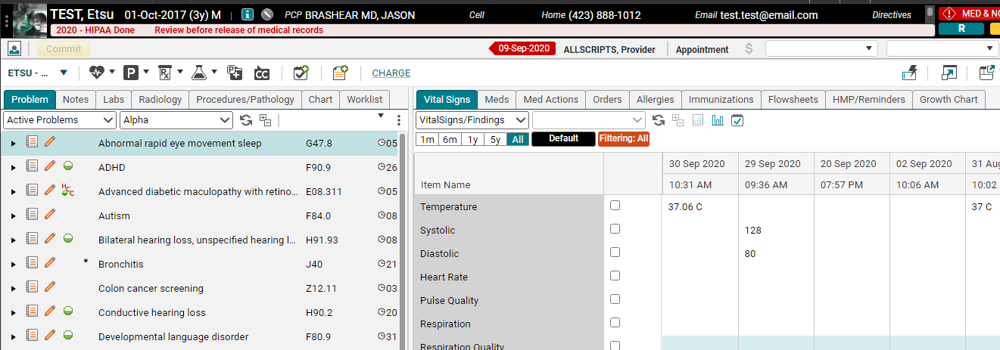 TEST, Etsu 01-Oct-2017 (3y) M PCP BRASHEAR MD, JASON Cell Home (423) 888-1012 Email test.test@email.com Directives MED & NO
2020 - HIPAA Done Review before release of medical records R
Commit 09-Sep-2020 ALLSCRIPTS, Provider Appointment $
ETSU - ... P Rx CC CHARGE
Problem Notes Labs Radiology Procedures/Pathology Chart Worklist
Active Problems Alpha
Abnormal rapid eye movement sleep G47.8 05
ADHD F90.9 26
HCC Advanced diabetic maculopathy with retino... E08.311 05
Autism F84.0 08
Bilateral hearing loss, unspecified hearing l... H91.93 08
* Bronchitis J40 21
Colon cancer screening Z12.11 03
Conductive hearing loss H90.2 20
Developmental language disorder F80.9 31
Vital Signs Meds Med Actions Orders Allergies Immunizations Flowsheets HMP/Reminders Growth Chart
VitalSigns/Findings
1m 6m 1y 5y All Default Filtering: All
30 Sep 2020 29 Sep 2020 20 Sep 2020 02 Sep 2020 31 Aug
Item Name 10:31 AM 09:36 AM 07:57 PM 10:06 AM 10:02
Temperature 37.06 C 37 C
Systolic 128
Diastolic 80
Heart Rate
Pulse Quality
Respiration
Respiration Quality